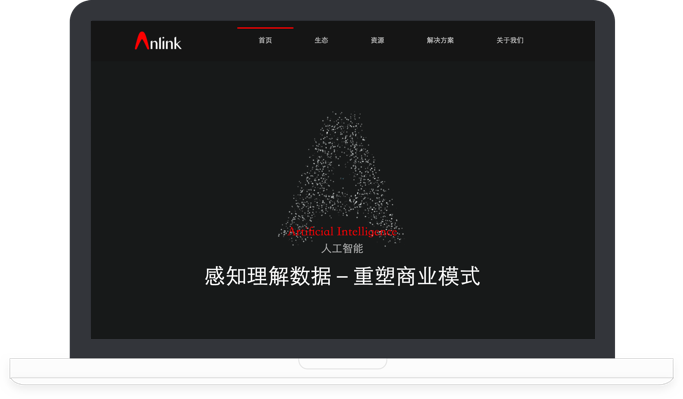 Anlink
首页 生态 资源 解决方案 关于我们
Artificial Intelligence
人工智能
感知理解数据 – 重塑商业模式